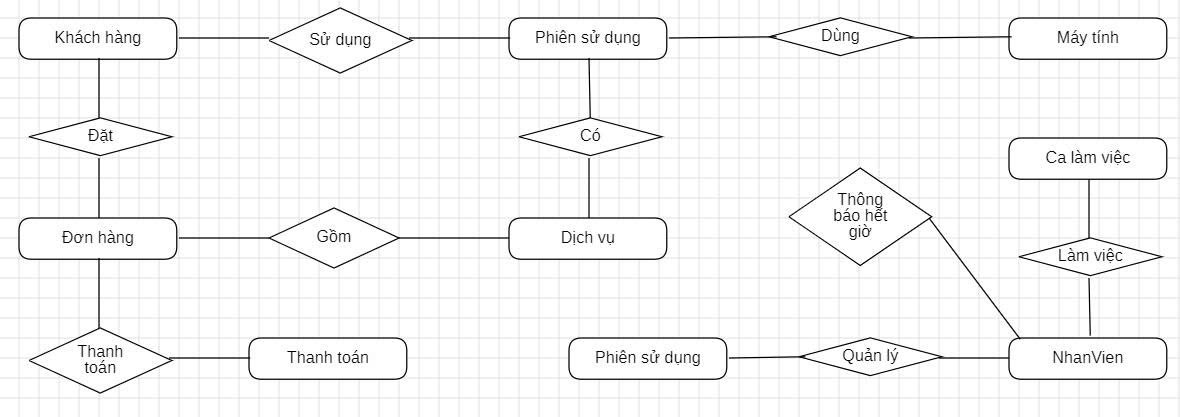 Khách hàng
Sử dụng
Phiên sử dụng
Dùng
Máy tính
Đặt
Có
Ca làm việc
Thông
báo hết
giờ
Đơn hàng
Gồm
Dịch vụ
Làm việc
Thanh
toán
Thanh toán
Phiên sử dụng
Quản lý
NhanVien